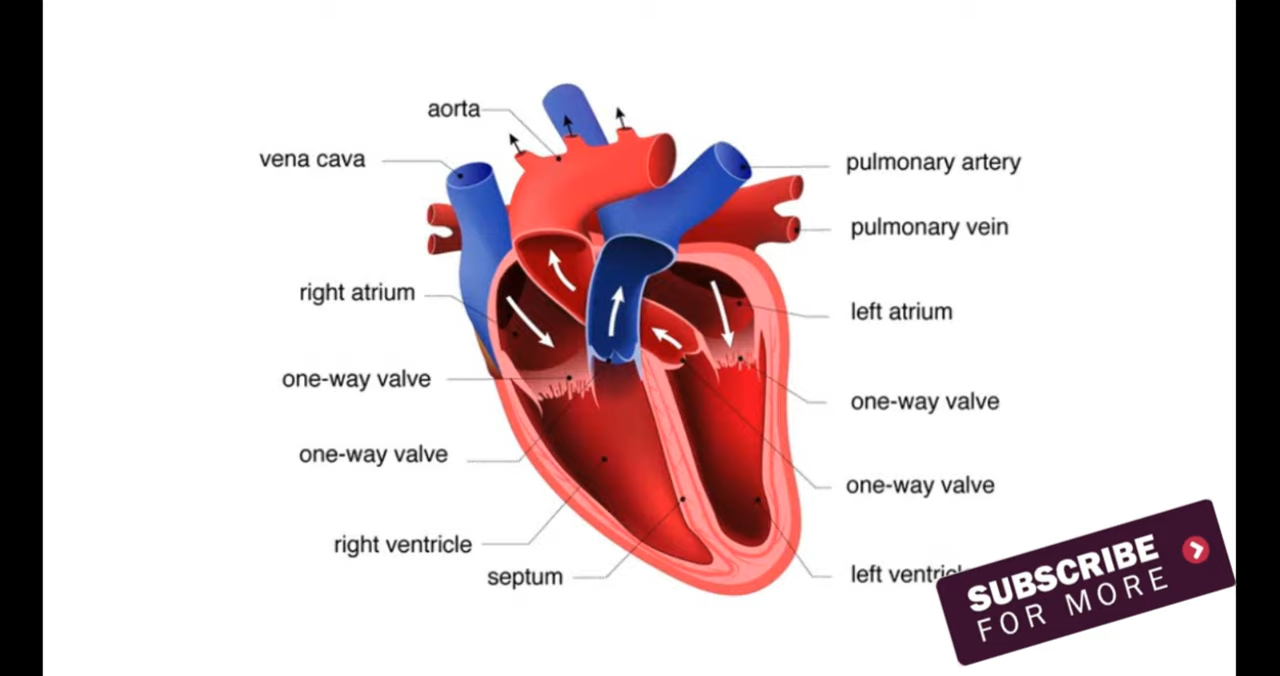 aorta
vena cava
pulmonary artery
pulmonary vein
right atrium
left atrium
one-way valve
one-way valve
one-way valve
one-way valve
right ventricle
septum
left
SUBSCRIBE
FOR MORE